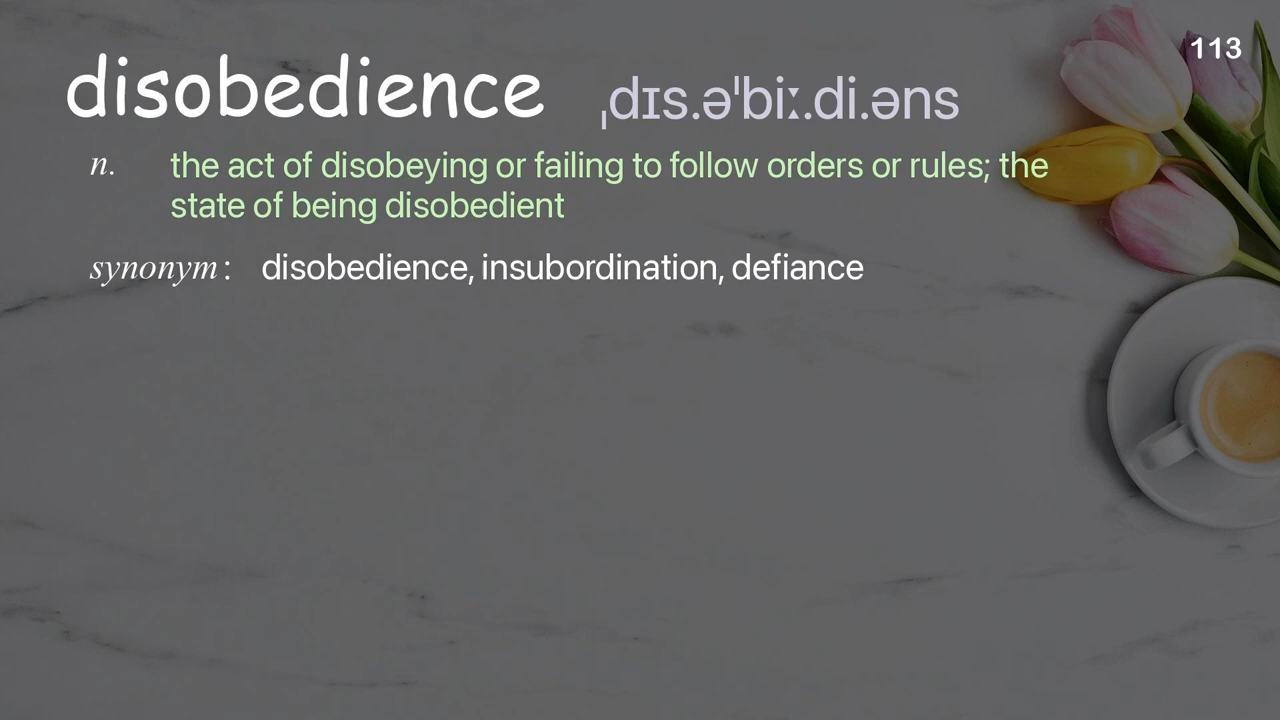 113
disobedience ˌdɪs.əˈbiː.di.əns
n. the act of disobeying or failing to follow orders or rules; the
state of being disobedient
synonym : disobedience, insubordination, defiance